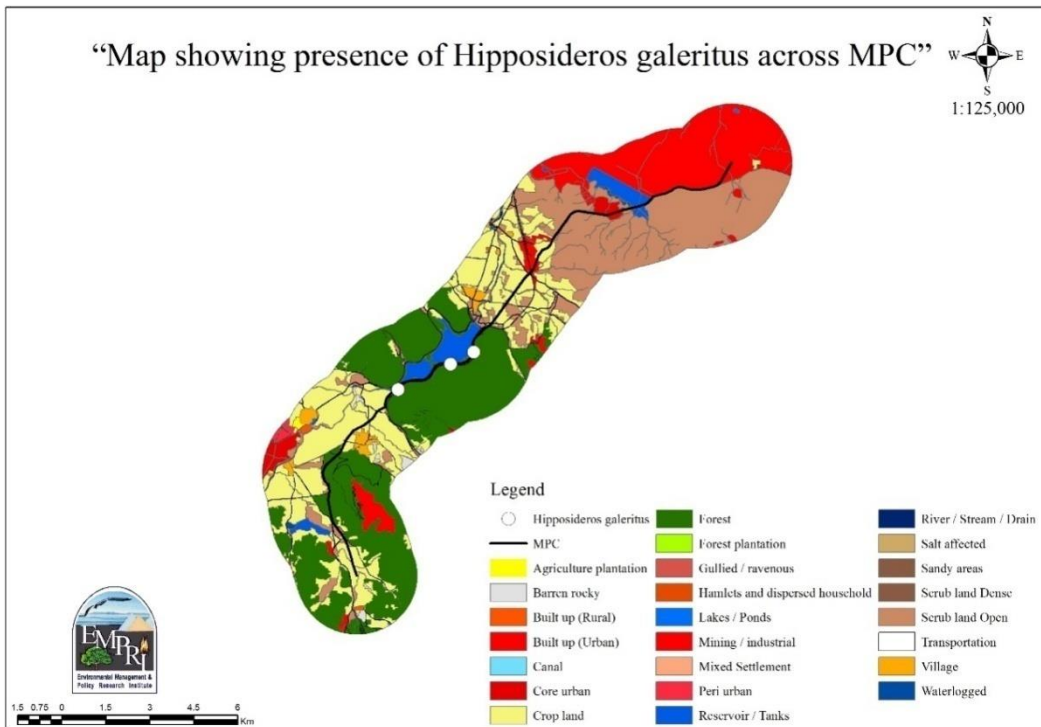 “Map showing presence of Hipposideros galeritus across MPC”
N
W E
S
1:125,000
Legend
Hipposideros galeritus
MPC
Agriculture plantation
Barren rocky
Built up (Rural)
Built up (Urban)
Canal
Core urban
Crop land
Forest
Forest plantation
Gullied / ravenous
Hamlets and dispersed household
Lakes / Ponds
Mining / industrial
Mixed Settlement
Peri urban
Reservoir / Tanks
River / Stream / Drain
Salt affected
Sandy areas
Scrub land Dense
Scrub land Open
Transportation
Village
Waterlogged
EMPRI
Environmental Management &
Policy Research Institute
1.5 0.75 0 1.5 3 4.5 6
Km